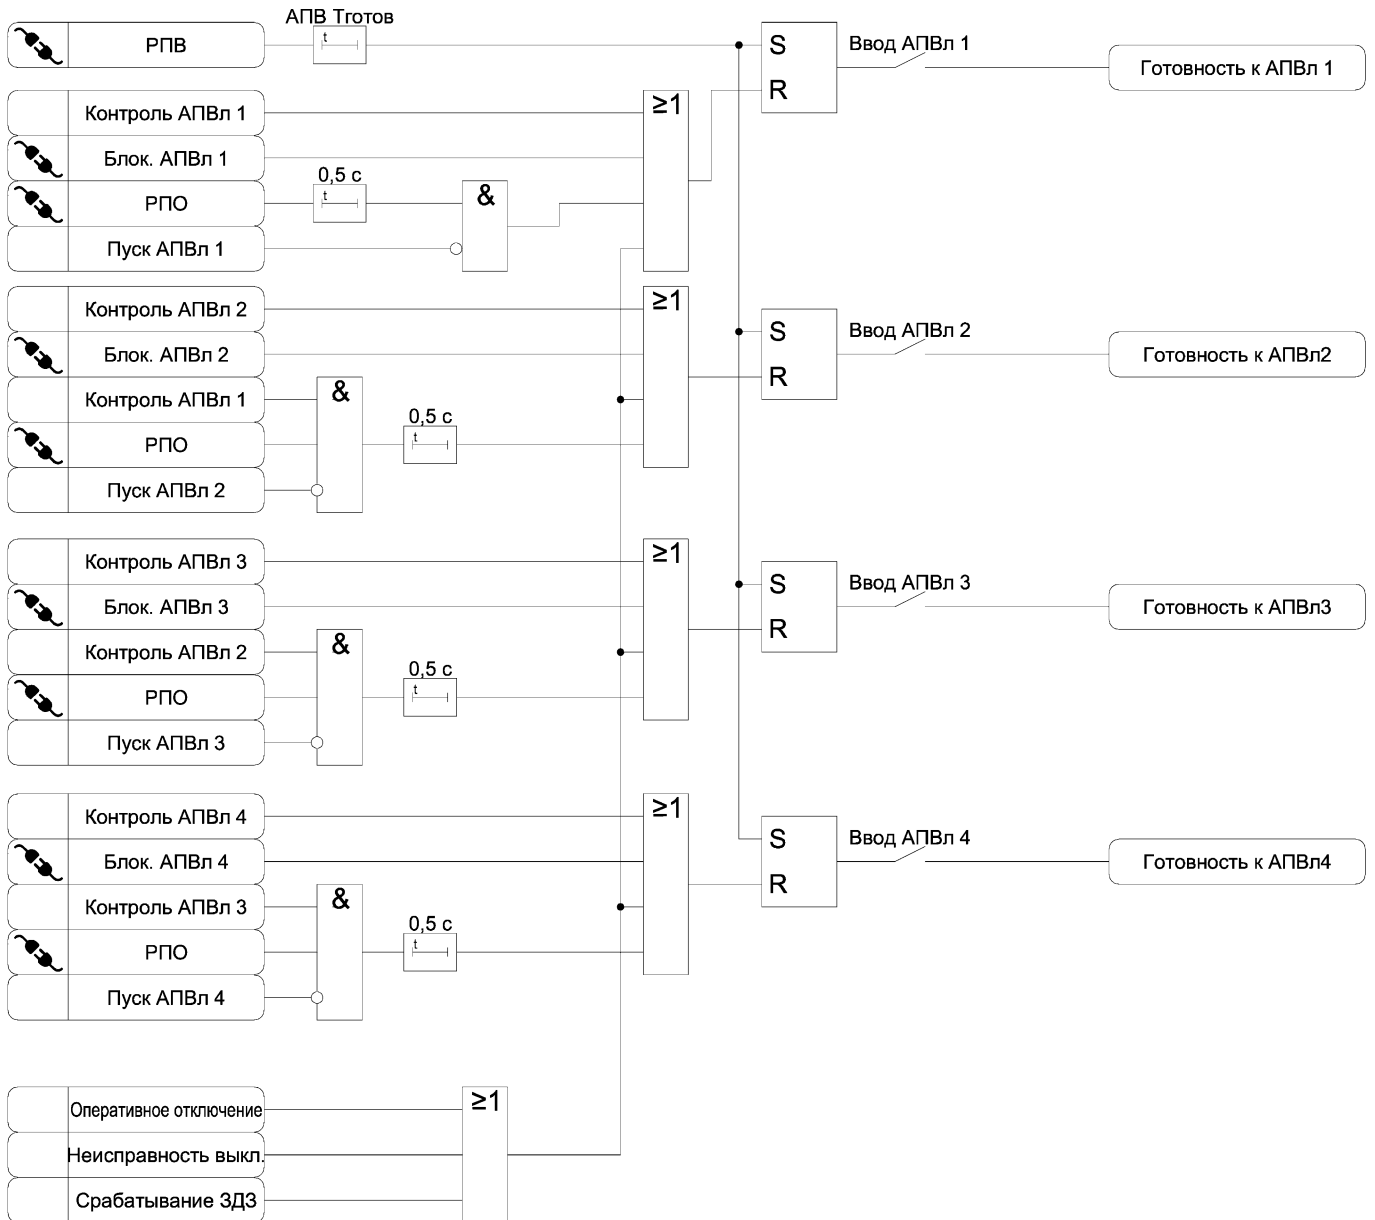 АПВ Тготов
РПВ
t
S
R
Ввод АПВл 1
Готовность к АПВл 1
Контроль АПВл 1
≥1
Блок. АПВл 1
0,5 с
РПО
t
&
Пуск АПВл 1
Контроль АПВл 2
≥1
S
R
Ввод АПВл 2
Готовность к АПВл2
Блок. АПВл 2
Контроль АПВл 1
&
0,5 с
РПО
t
Пуск АПВл 2
Контроль АПВл 3
≥1
S
R
Ввод АПВл 3
Готовность к АПВл3
Блок. АПВл 3
Контроль АПВл 2
&
0,5 с
РПО
t
Пуск АПВл 3
Контроль АПВл 4
≥1
S
R
Ввод АПВл 4
Готовность к АПВл4
Блок. АПВл 4
Контроль АПВл 3
&
0,5 с
РПО
t
Пуск АПВл 4
Оперативное отключение
≥1
Неисправность выкл.
Срабатывание ЗДЗ